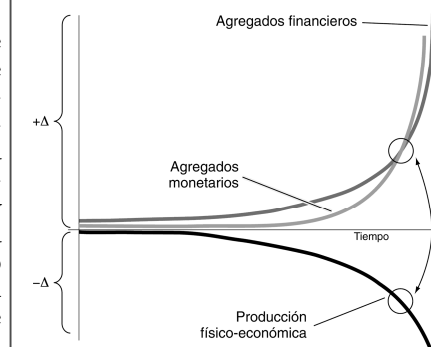 Agregados financieros
+Δ
Agregados
monetarios
Tiempo
−Δ
Producción
físico-económica